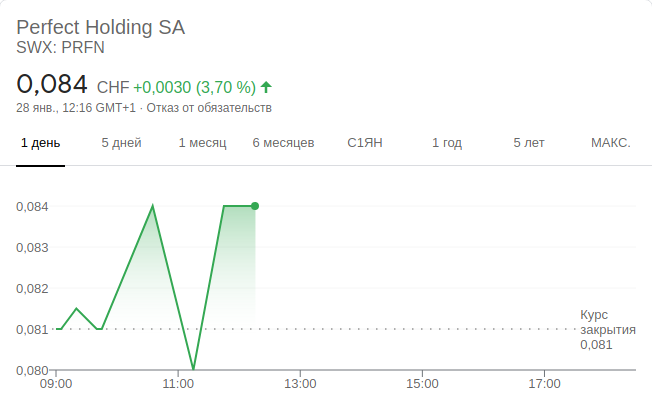 Perfect Holding SA
SWX: PRFN
0,084 CHF +0,0030 (3,70 %)
28 янв., 12:16 GMT+1 · Отказ от обязательств
1 день 5 дней 1 месяц 6 месяцев С1ЯН 1 год 5 лет МАКС.
0,084
0,083
0,082
0,081
0,080
Курс
закрытия
0,081
09:00 11:00 13:00 15:00 17:00